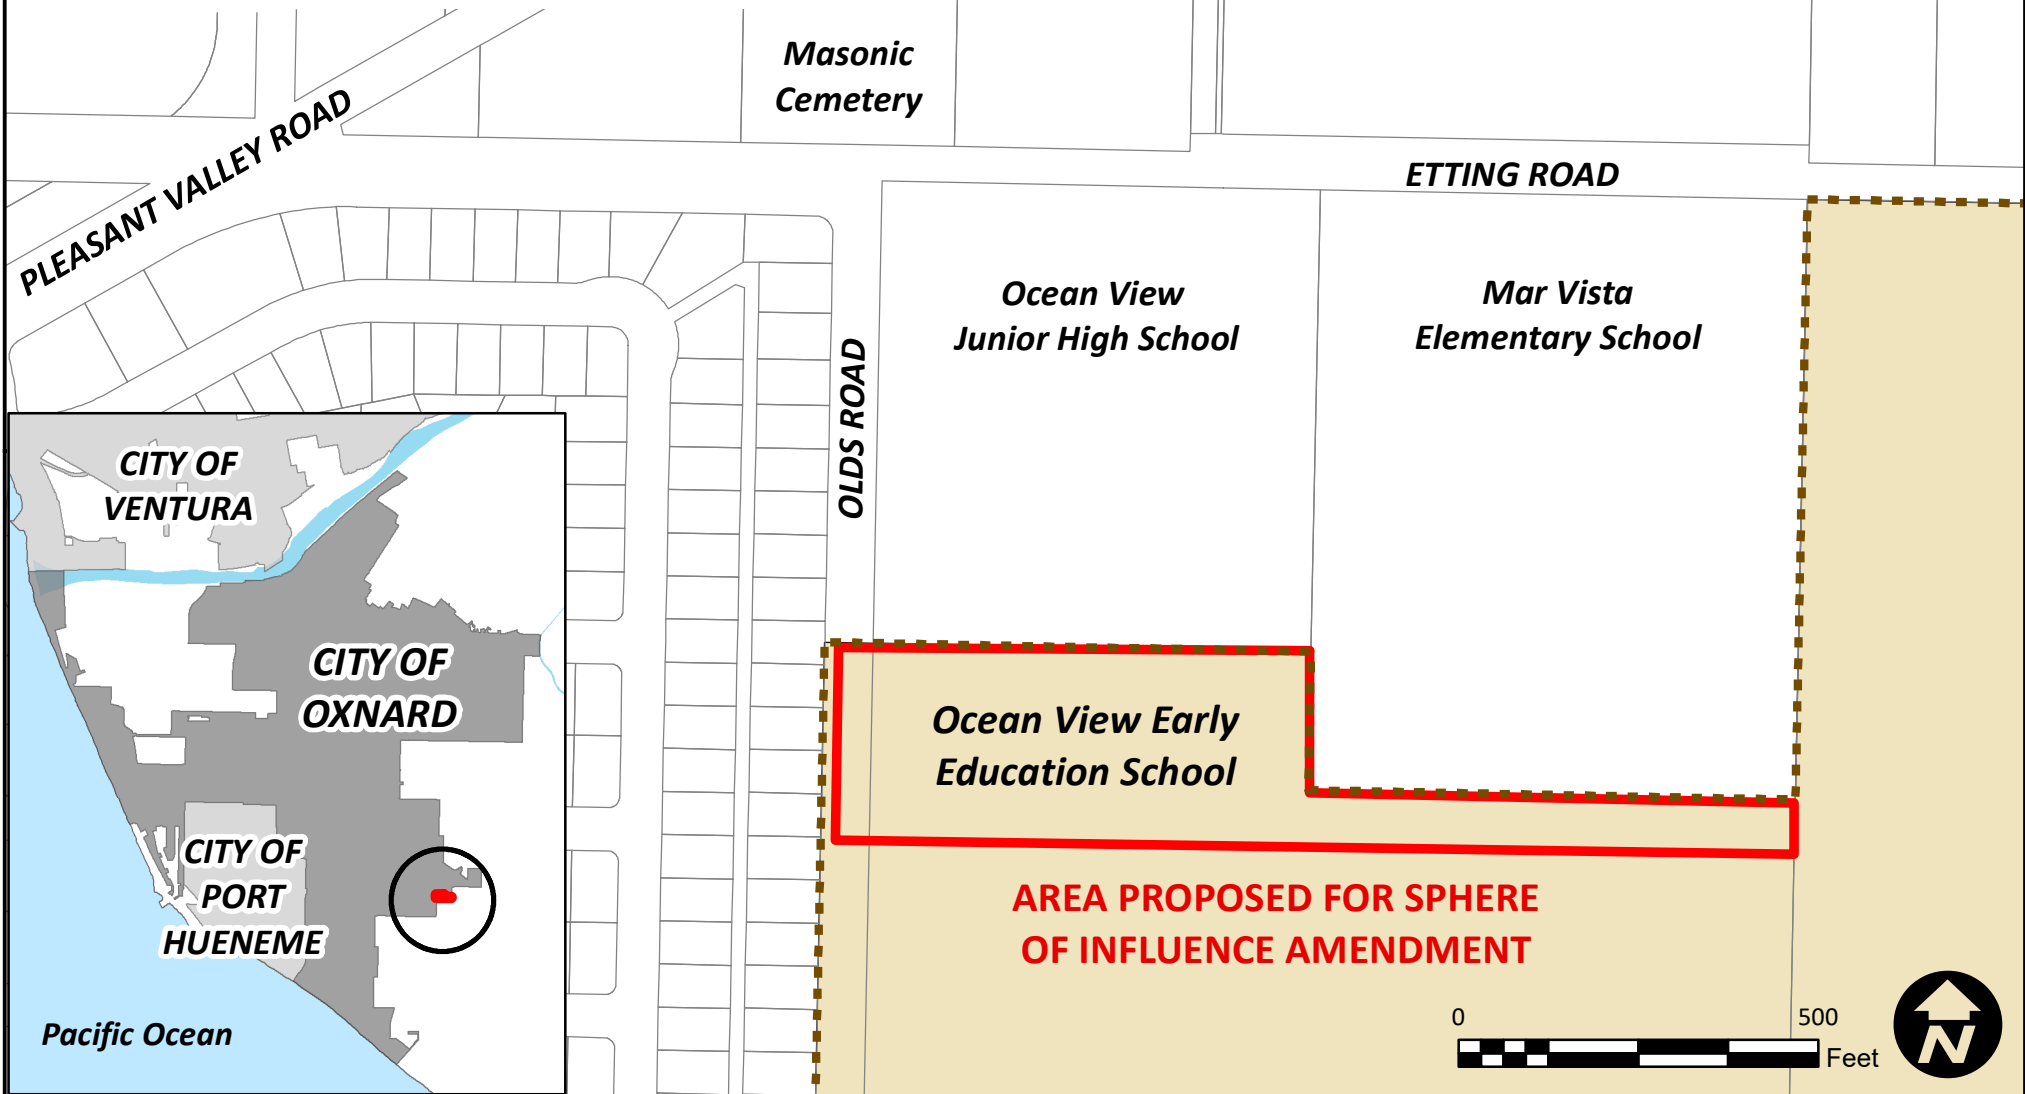 Masonic
Cemetery
PLEASANT VALLEY ROAD
ETTING ROAD
Ocean View
Junior High School
Mar Vista
Elementary School
OLDS ROAD
CITY OF
VENTURA
CITY OF
OXNARD
CITY OF
PORT
HUENEME
Pacific Ocean
Ocean View Early
Education School
AREA PROPOSED FOR SPHERE
OF INFLUENCE AMENDMENT
0 500
Feet
N